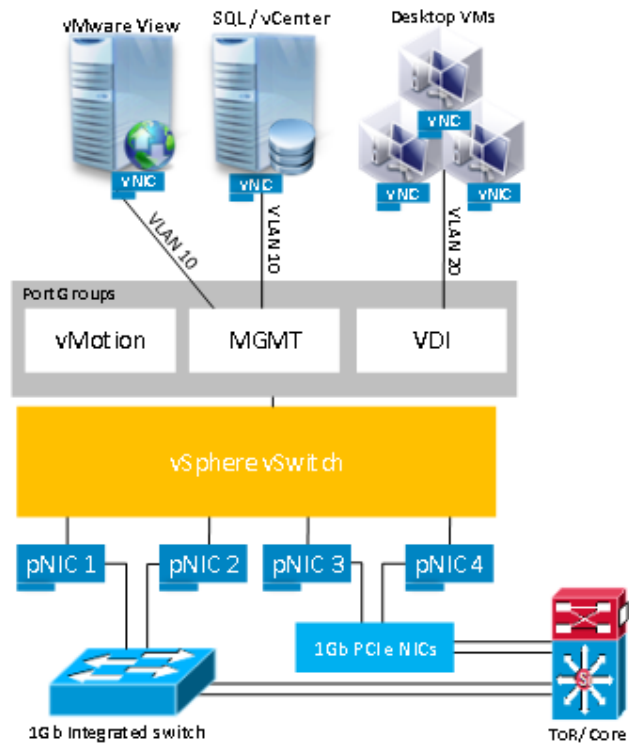 vMware View
SQL / vCenter
Desktop VMs
vNIC
vNIC
vNIC
vNIC
vNIC
VLAN 10
VLAN 10
VLAN 20
Port Groups
vMotion
MGMT
VDI
vSphere vSwitch
pNIC 1
pNIC 2
pNIC 3
pNIC 4
1Gb PCIe NICs
S
1Gb Integrated switch
ToR/ Core